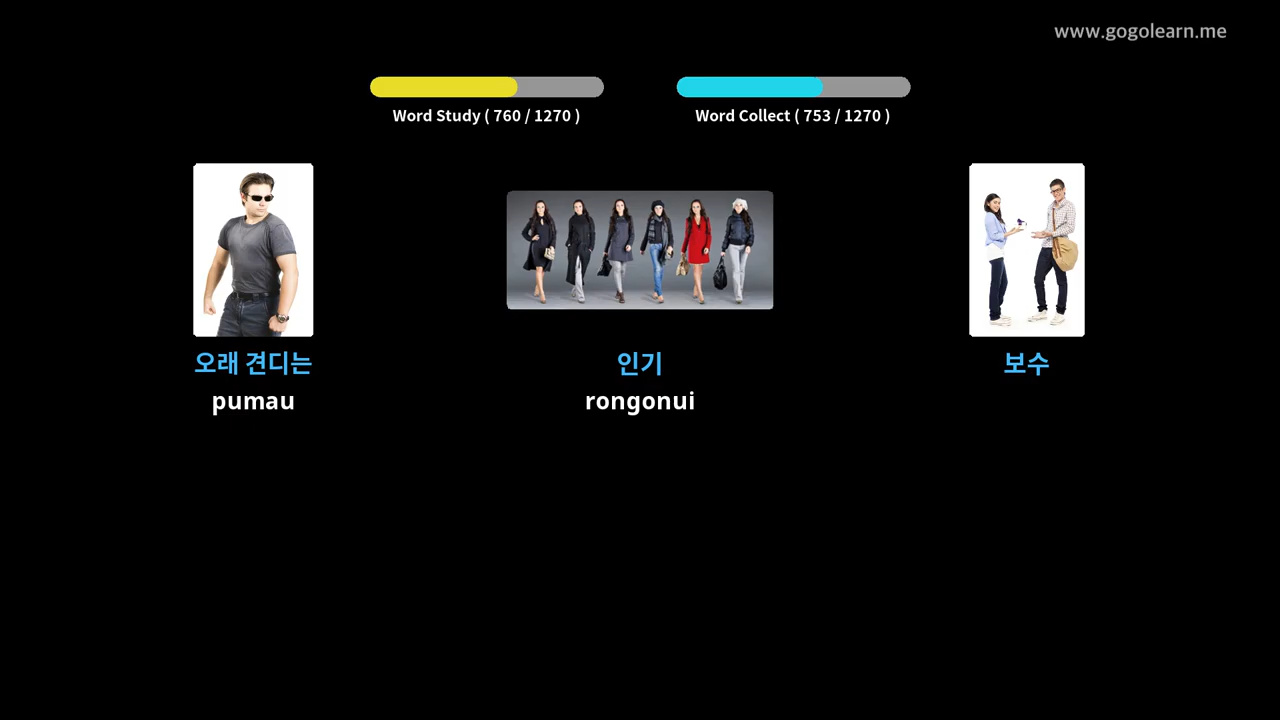 www.gogolearn.me
Word Study ( 760 / 1270 )
Word Collect ( 753 / 1270 )
오래 견디는
인기
보수
pumau
rongonui